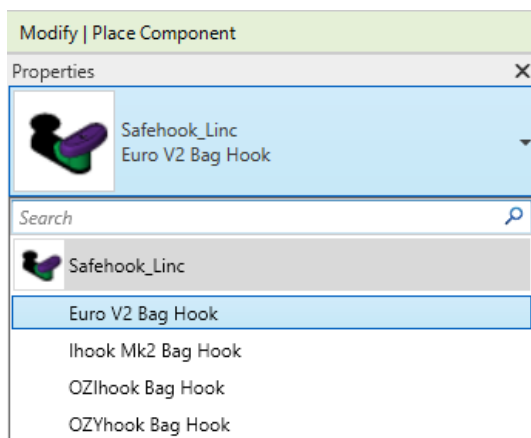 Modify | Place Component
Properties
Safehook_Linc
Euro V2 Bag Hook
Search
Safehook_Linc
Euro V2 Bag Hook
Ihook Mk2 Bag Hook
OZIhook Bag Hook
OZYhook Bag Hook